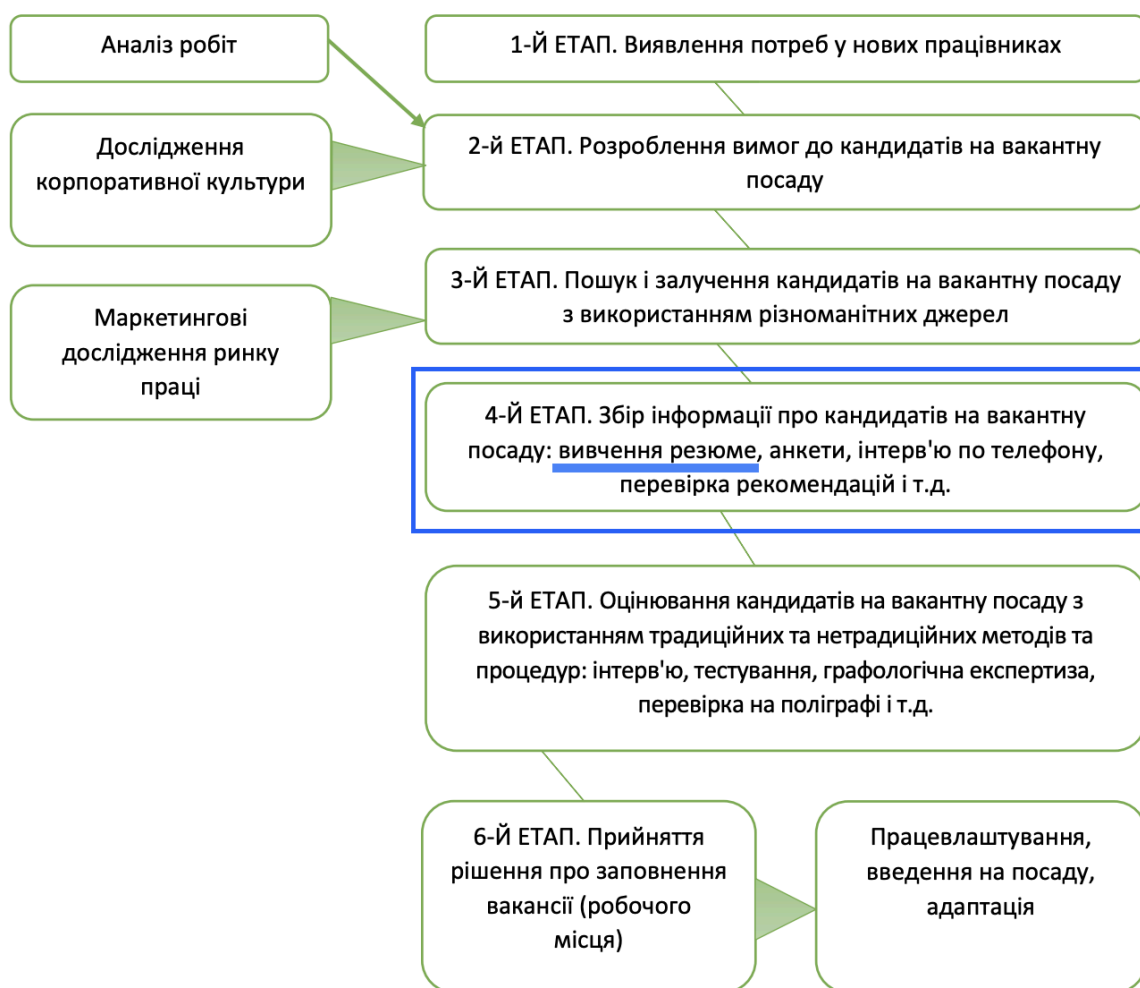 Аналіз робіт
1-Й ЕТАП. Виявлення потреб у нових працівниках
Дослідження
корпоративної культури
2-й ЕТАП. Розроблення вимог до кандидатів на вакантну
посаду
Маркетингові
дослідження ринку
праці
3-Й ЕТАП. Пошук і залучення кандидатів на вакантну посаду
з використанням різноманітних джерел
4-Й ЕТАП. Збір інформації про кандидатів на вакантну
посаду: вивчення резюме, анкети, інтерв'ю по телефону,
перевірка рекомендацій і т.д.
5-й ЕТАП. Оцінювання кандидатів на вакантну посаду з
використанням традиційних та нетрадиційних методів та
процедур: інтерв'ю, тестування, графологічна експертиза,
перевірка на поліграфі і т.д.
6-Й ЕТАП. Прийняття
рішення про заповнення
вакансії (робочого
місця)
Працевлаштування,
введення на посаду,
адаптація